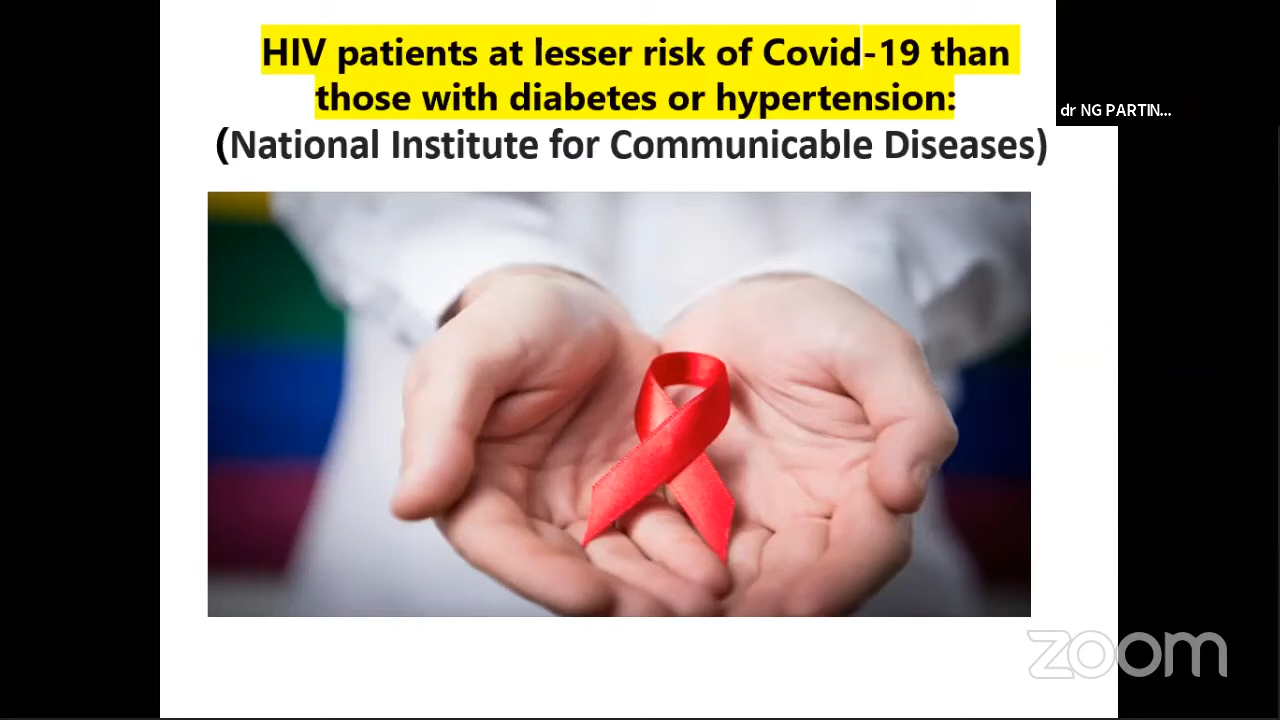 HIV patients at lesser risk of Covid-19 than
those with diabetes or hypertension:
(National Institute for Communicable Diseases)
dr NG PARTIN...
zoom